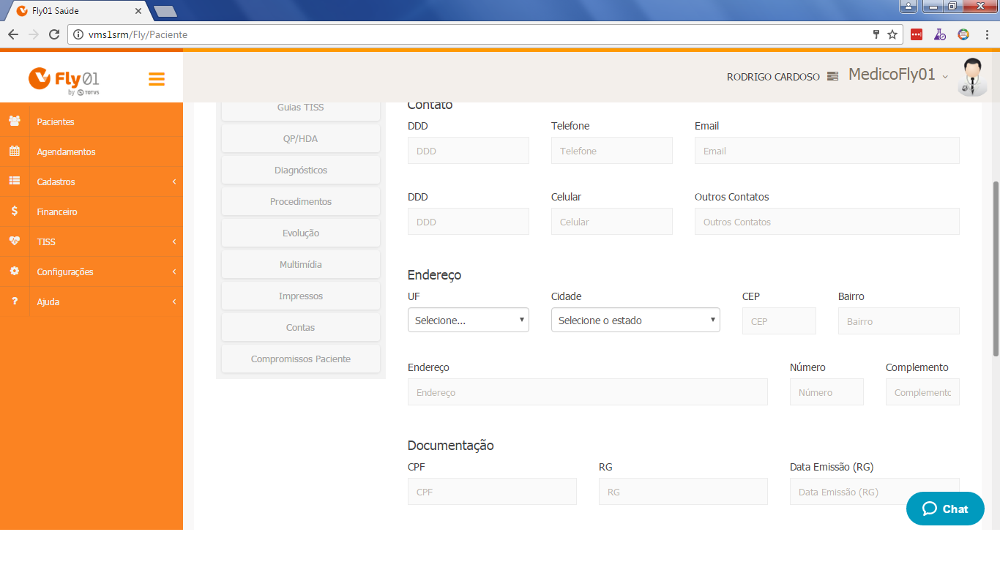 Fly01 Saúde
vms1srm/Fly/Paciente
Fly01
by TOTVS
RODRIGO CARDOSO
MedicoFly01
Pacientes
Agendamentos
Cadastros
Financeiro
TISS
Configurações
Ajuda
Guias TISS
QP/HDA
Diagnósticos
Procedimentos
Evolução
Multimídia
Impressos
Contas
Compromissos Paciente
Contato
DDD Telefone Email
DDD Telefone Email
DDD Celular Outros Contatos
DDD Celular Outros Contatos
Endereço
UF Cidade CEP Bairro
Selecione... Selecione o estado CEP Bairro
Endereço Número Complemento
Endereço Número Complemento
Documentação
CPF RG Data Emissão (RG)
CPF RG Data Emissão (RG)
Chat